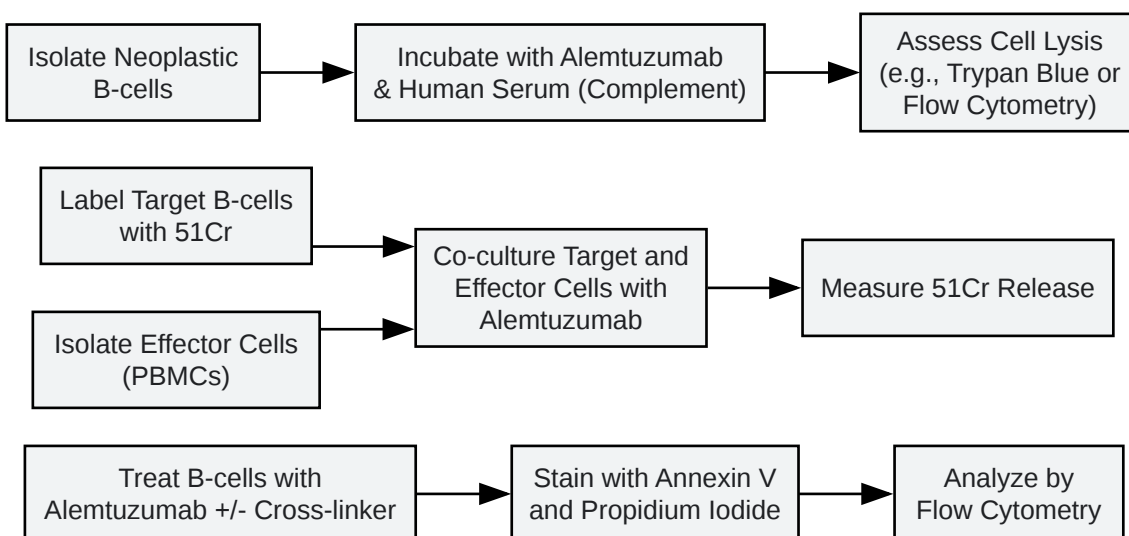 Isolate Neoplastic
B-cells
Incubate with Alemtuzumab
& Human Serum (Complement)
Assess Cell Lysis
(e.g., Trypan Blue or
Flow Cytometry)
Label Target B-cells
with 51Cr
Isolate Effector Cells
(PBMCs)
Co-culture Target and
Effector Cells with
Alemtuzumab
Measure 51Cr Release
Treat B-cells with
Alemtuzumab +/- Cross-linker
Stain with Annexin V
and Propidium Iodide
Analyze by
Flow Cytometry